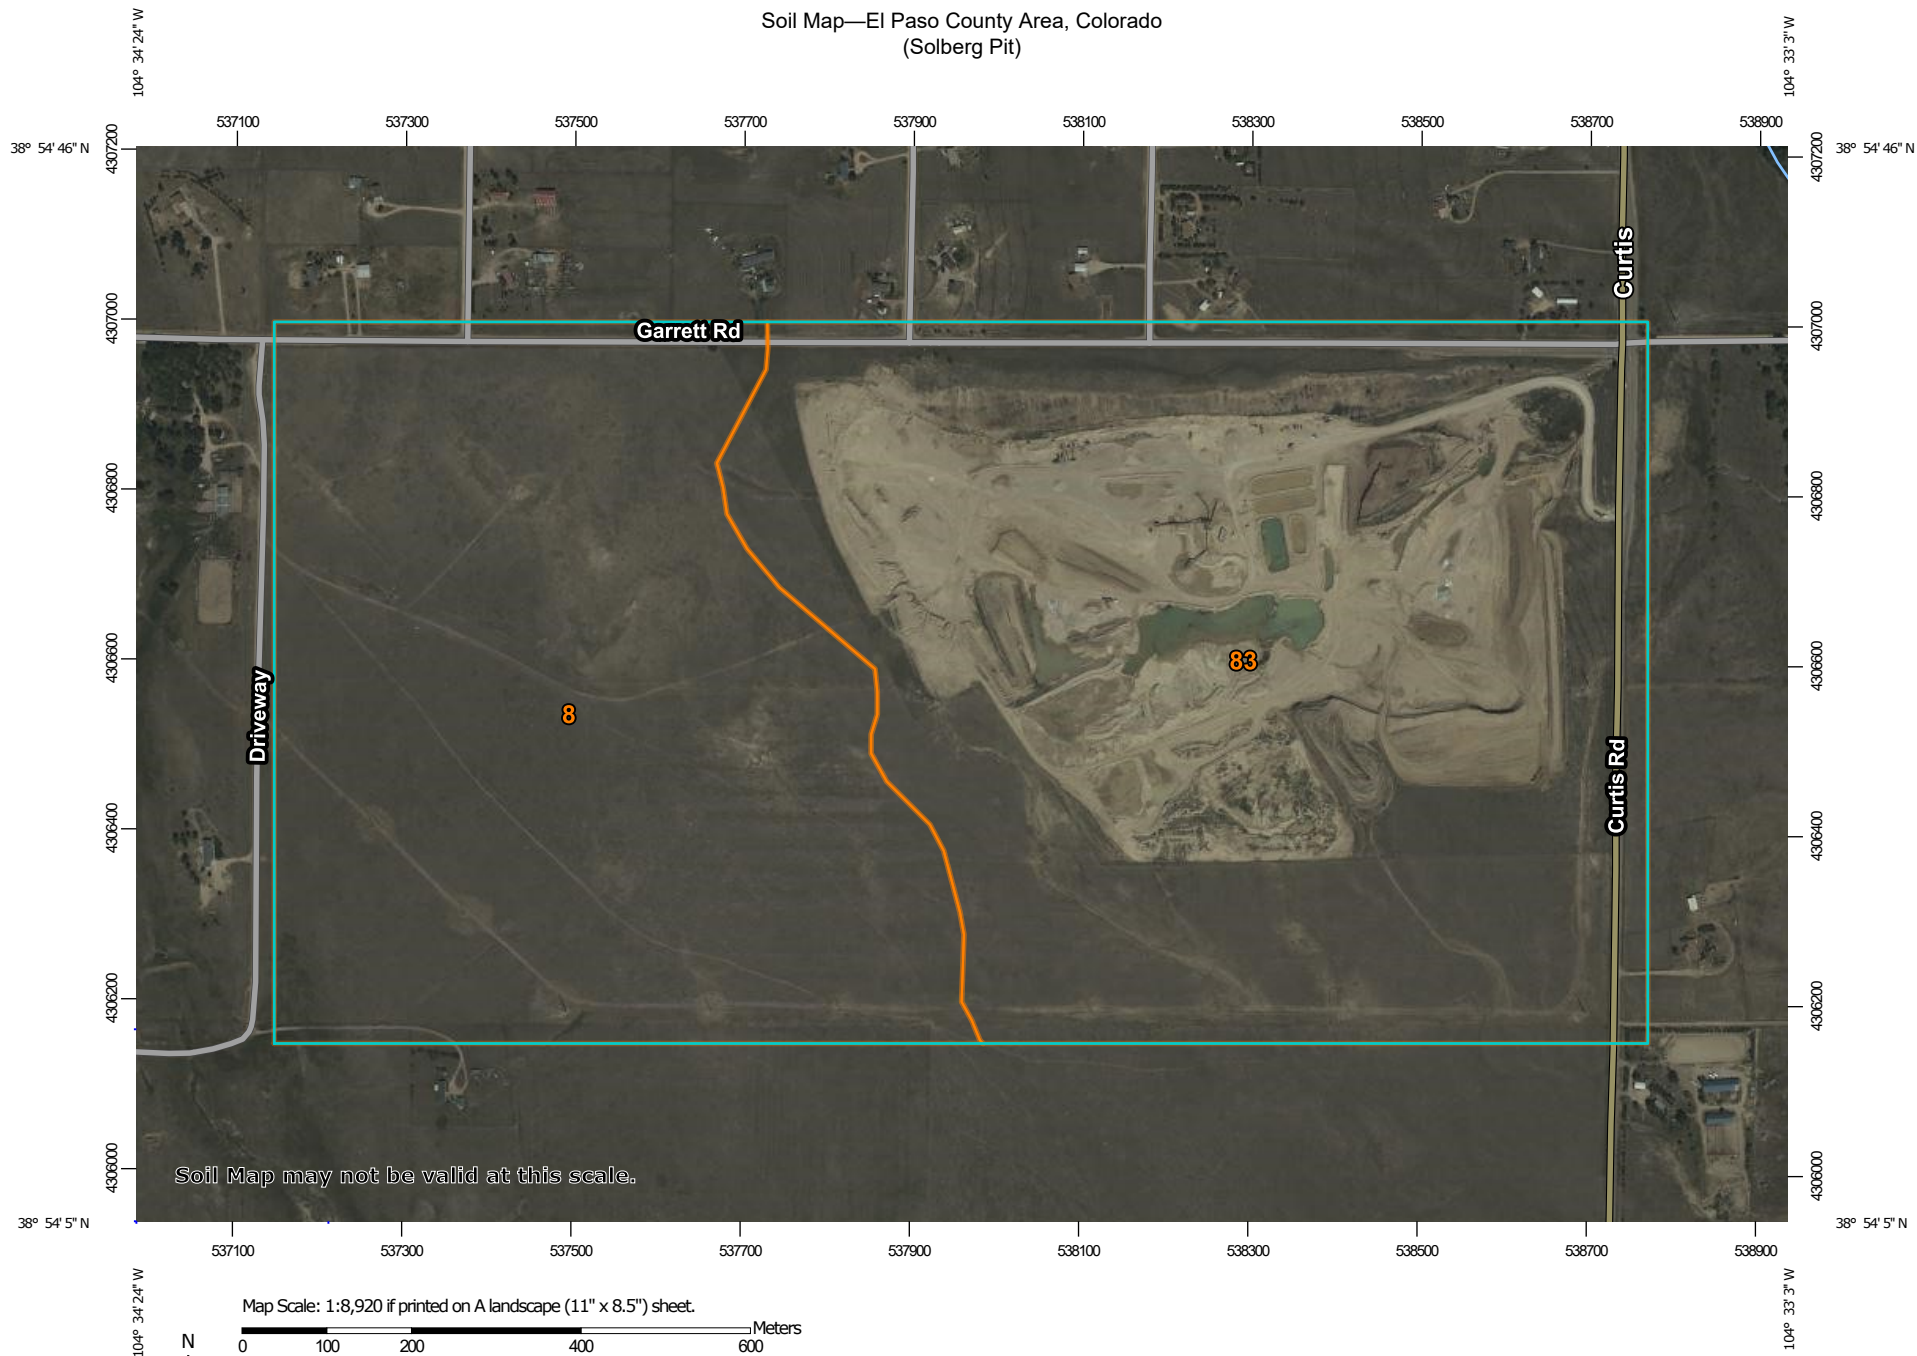 Soil Map—El Paso County Area, Colorado
(Solberg Pit)
104° 34' 24'' W
104° 33' 3'' W
537100 537300 537500 537700 537900 538100 538300 538500 538700 538900
38° 54' 46'' N
38° 54' 46'' N
4307200
4307000
4306800
4306600
4306400
4306200
4306000
4307200
4307000
4306800
4306600
4306400
4306200
4306000
Curtis
Garrett Rd
83
Driveway
8
Curtis Rd
Soil Map may not be valid at this scale.
38° 54' 5'' N
38° 54' 5'' N
537100 537300 537500 537700 537900 538100 538300 538500 538700 538900
104° 34' 24'' W
104° 33' 3'' W
Map Scale: 1:8,920 if printed on A landscape (11" x 8.5") sheet.
Meters
N
0 100 200 400 600